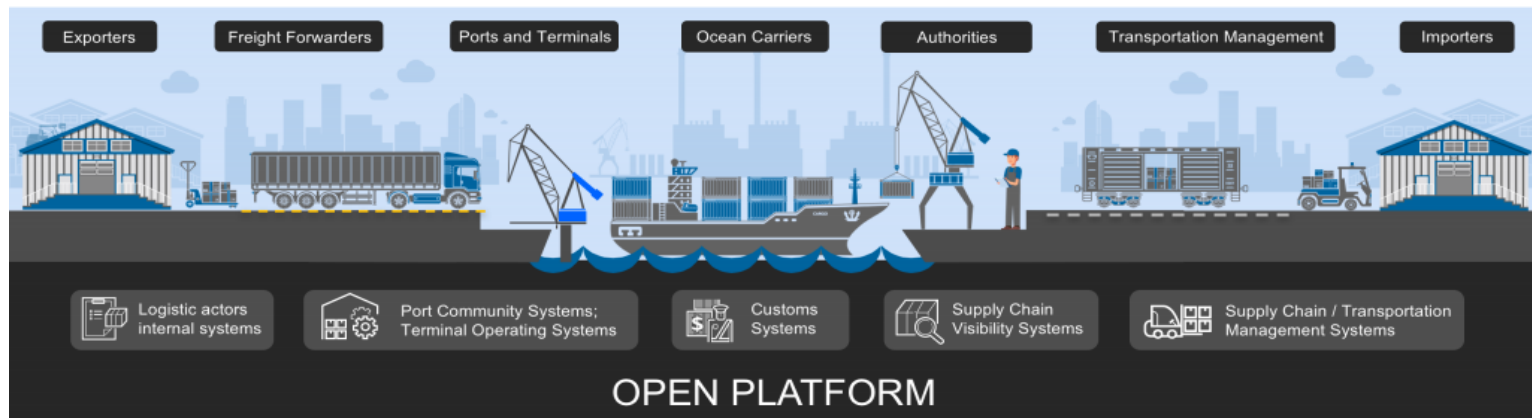 Exporters
Freight Forwarders
Ports and Terminals
Ocean Carriers
Authorities
Transportation Management
Importers
CARGO
Logistic actors
internal systems
Port Community Systems;
Terminal Operating Systems
$
Customs
Systems
Supply Chain
Visibility Systems
Supply Chain / Transportation
Management Systems
OPEN PLATFORM